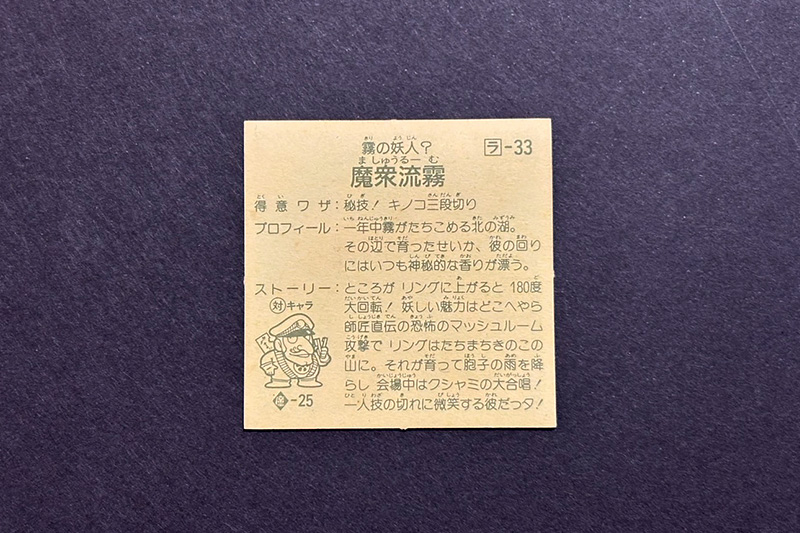 霧の妖人?
ラ-33
魔衆流霧
得意ワザ:秘技! キノコ三段切り
プロフィール:一年中霧がたちこめる北の湖。
その辺で育ったせいか、彼の回り
にはいつも神秘的な香りが漂う。
ストーリー:ところが リングに上がると 180度
大回転! 妖しい魅力はどこへやら
師匠直伝の恐怖のマッシュルーム
攻撃で リングはたちまちきのこの
山に。それが育って胞子の雨を降
らし 会場中はクシャミの大合唱!
一人技の切れに微笑する彼だっタ!
対キャラ
-25